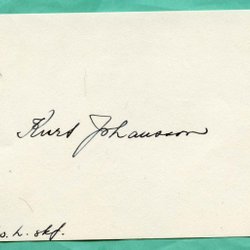 Kurt Johansson
o. h. skf.